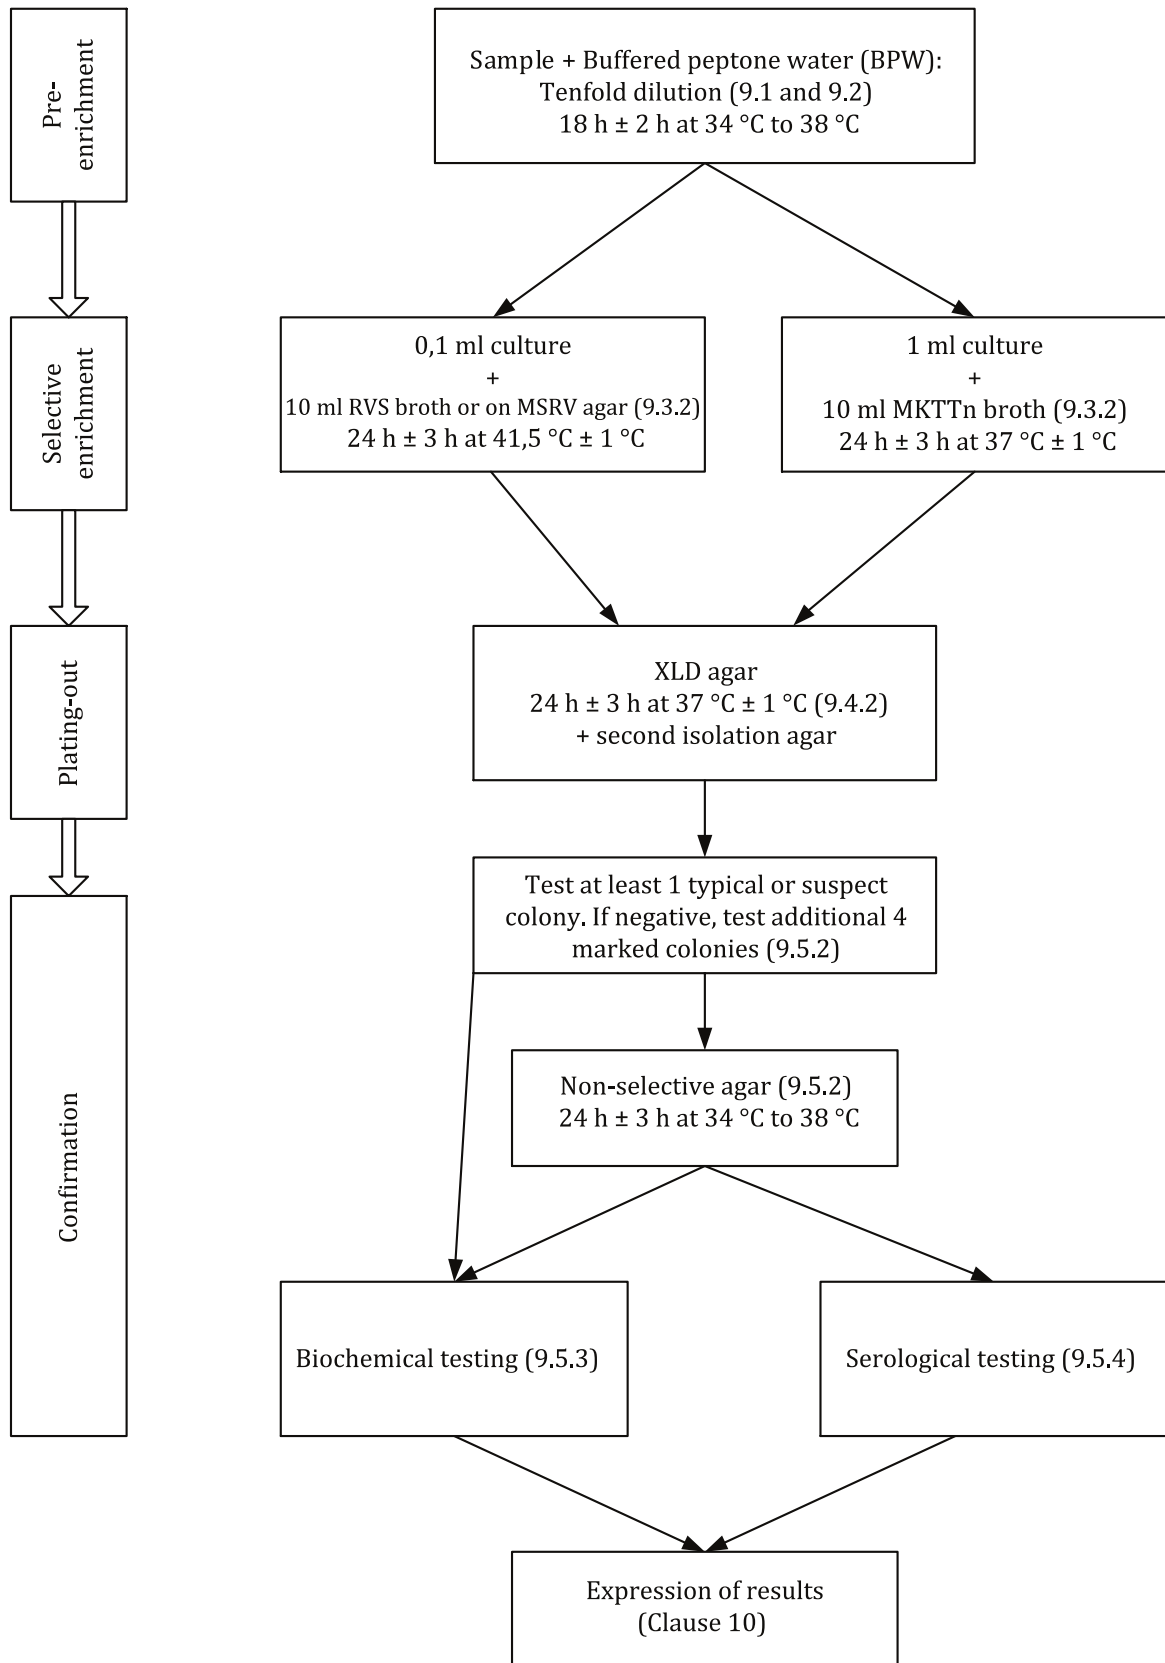 Pre-
enrichment
Sample + Buffered peptone water (BPW):
Tenfold dilution (9.1 and 9.2)
18 h ± 2 h at 34 °C to 38 °C
Selective
enrichment
0,1 ml culture
+
10 ml RVS broth or on MSRV agar (9.3.2)
24 h ± 3 h at 41,5 °C ± 1 °C
1 ml culture
+
10 ml MKTTn broth (9.3.2)
24 h ± 3 h at 37 °C ± 1 °C
Plating-out
XLD agar
24 h ± 3 h at 37 °C ± 1 °C (9.4.2)
+ second isolation agar
Confirmation
Test at least 1 typical or suspect
colony. If negative, test additional 4
marked colonies (9.5.2)
Non-selective agar (9.5.2)
24 h ± 3 h at 34 °C to 38 °C
Biochemical testing (9.5.3)
Serological testing (9.5.4)
Expression of results
(Clause 10)